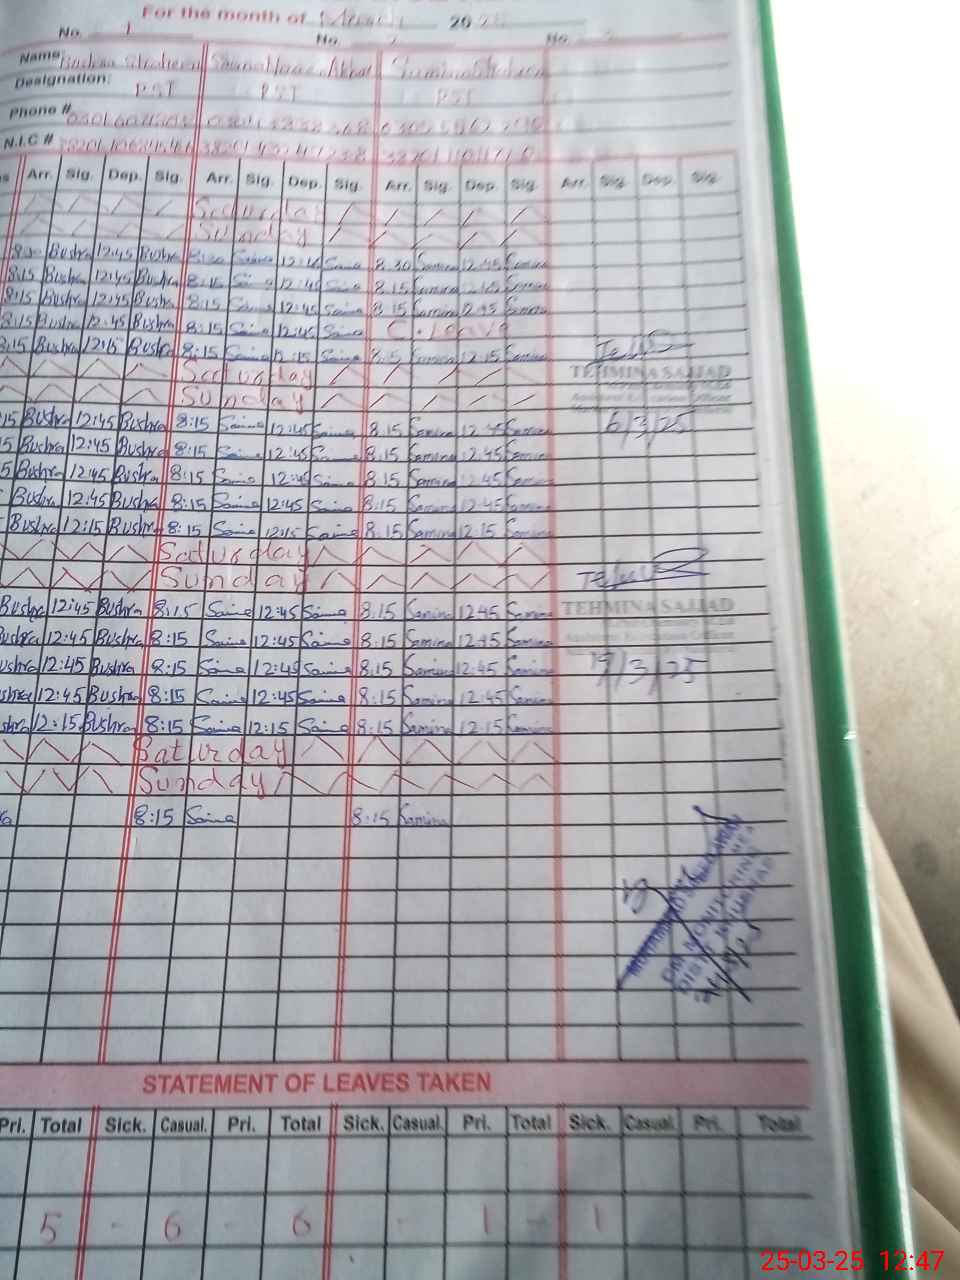 For the month of 20
No. 1 No. 2 No.
Name: Bushra Shaheen Saima Akhtar Samina Shaheen
Designation: PST PST PST
Phone #
N.I.C #
Arr. Sig. Dep. Sig. Arr. Sig. Dep. Sig. Arr. Sig. Dep. Sig. Arr. Sig. Dep. Sig.
Saturday
Sunday
8:30 Bushra 12:45 Bushra Saima 8:30 Samina 12:45 Samina
8:15 Bushra 12:45 Bushra 8:15 Saima 12:45 Saima 8:15 Samina 12:45 Samina
8:15 Bushra 12:45 Bushra 8:15 Saima 12:45 Saima 8:15 Samina 12:45 Samina
8:15 Bushra 12:45 Bushra 8:15 Saima 12:45 Saima C. Leave
8:15 Bushra 12:15 Bushra 8:15 Saima 12:15 Saima 8:15 Samina 12:15 Samina
Saturday TEHMINA SAJJAD
Sunday
15 Bushra 12:45 Bushra 8:15 Saima 12:45 Saima 8:15 Samina 12:45 Samina 6/3/25
5 Bushra 12:45 Bushra 8:15 Saima 12:45 Saima 8:15 Samina 12:45 Samina
5 Bushra 12:45 Bushra 8:15 Saima 12:45 Saima 8:15 Samina 12:45 Samina
Bushra 12:45 Bushra 8:15 Saima 12:45 Saima 8:15 Samina 12:45 Samina
Bushra 12:15 Bushra 8:15 Saima 12:15 Saima 8:15 Samina 12:15 Samina
Saturday
Sunday
Bushra 12:45 Bushra 8:15 Saima 12:45 Saima 8:15 Samina 12:45 Samina TEHMINA SAJJAD
ushra 12:45 Bushra 8:15 Saima 12:45 Saima 8:15 Samina 12:45 Samina
ushra 12:45 Bushra 8:15 Saima 12:45 Saima 8:15 Samina 12:45 Samina /3/25
shra 12:45 Bushra 8:15 Saima 12:45 Saima 8:15 Samina 12:45 Samina
shra 12:15 Bushra 8:15 Saima 12:15 Saima 8:15 Samina 12:15 Samina
Saturday
Sunday
ra 8:15 Saima 8:15 Samina
STATEMENT OF LEAVES TAKEN
Pri. Total Sick. Casual. Pri. Total Sick. Casual. Pri. Total Sick. Casual. Pri. Total
5 - 6 - 6 - 1 - 1
25-03-25 12:47